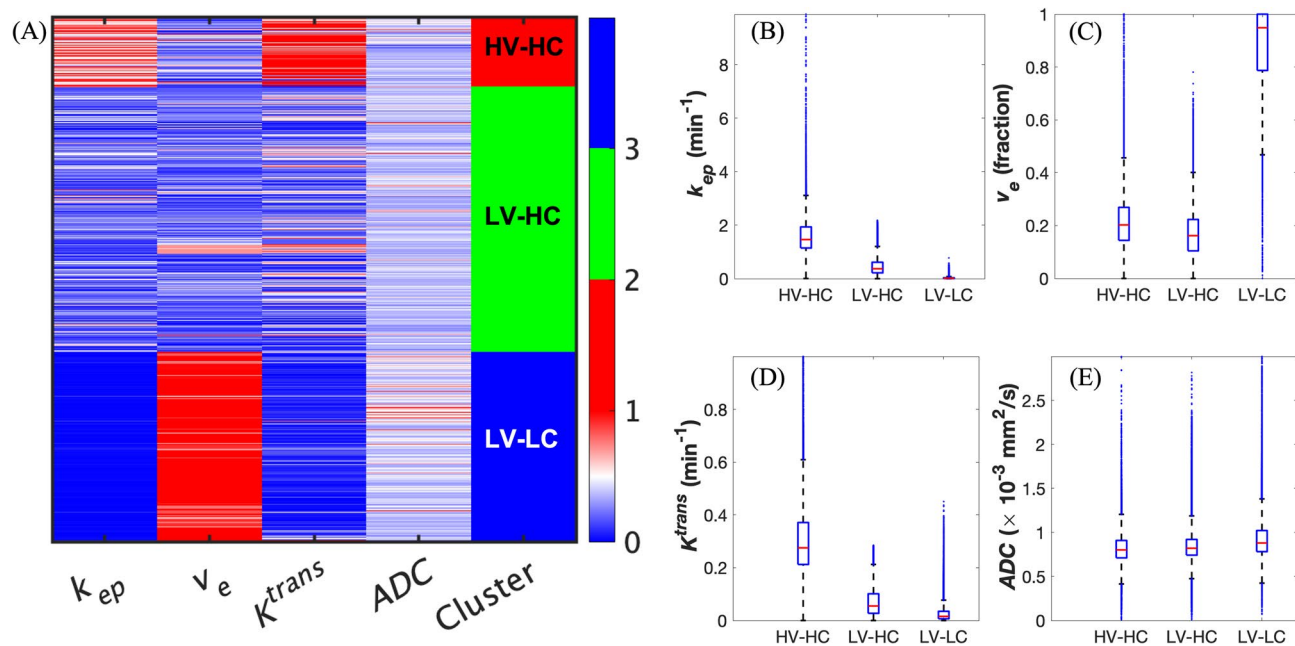 (A)
HV-HC
LV-HC
LV-LC
3
2
1
0
k ep
v e
K trans
ADC
Cluster
(B)
k ep (min -1)
8
6
4
2
0
HV-HC LV-HC LV-LC
(C)
v e (fraction)
1
0.8
0.6
0.4
0.2
0
HV-HC LV-HC LV-LC
(D)
K trans (min -1)
0.8
0.6
0.4
0.2
0
HV-HC LV-HC LV-LC
(E)
ADC (× 10 -3 mm 2/s)
2.5
2
1.5
1
0.5
0
HV-HC LV-HC LV-LC